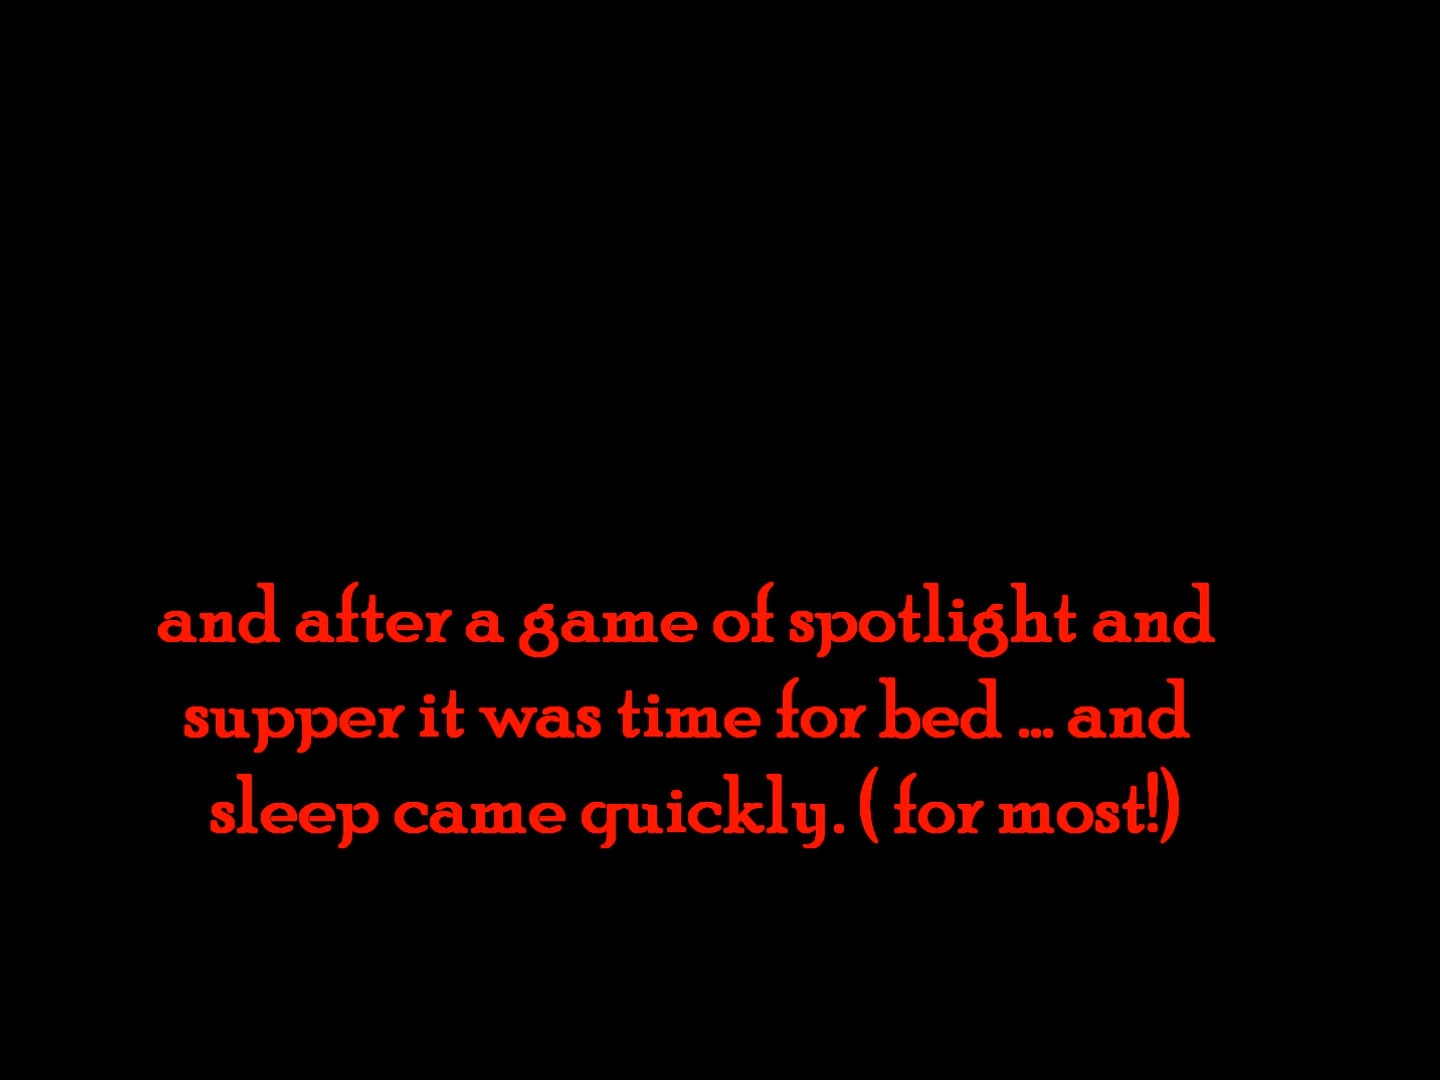 and after a game of spotlight and
supper it was time for bed ... and
sleep came quickly. ( for most!)